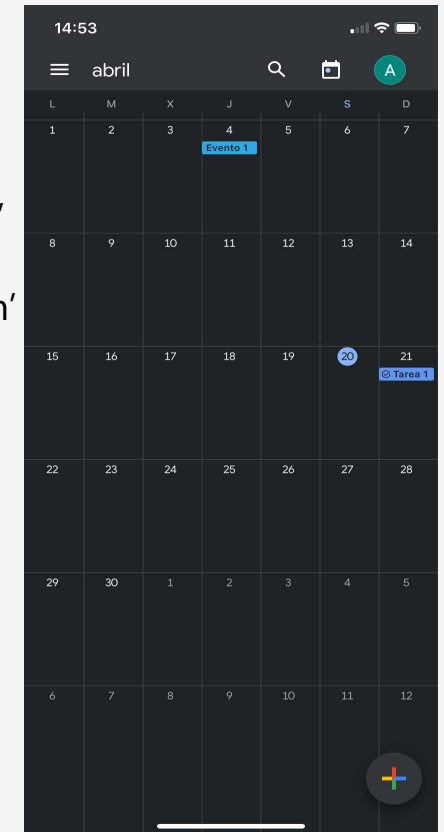 14:53
abril
A
L M X J V S D
1 2 3 4 5 6 7
Evento 1
8 9 10 11 12 13 14
15 16 17 18 19 20 21
Tarea 1
22 23 24 25 26 27 28
29 30 1 2 3 4 5
6 7 8 9 10 11 12